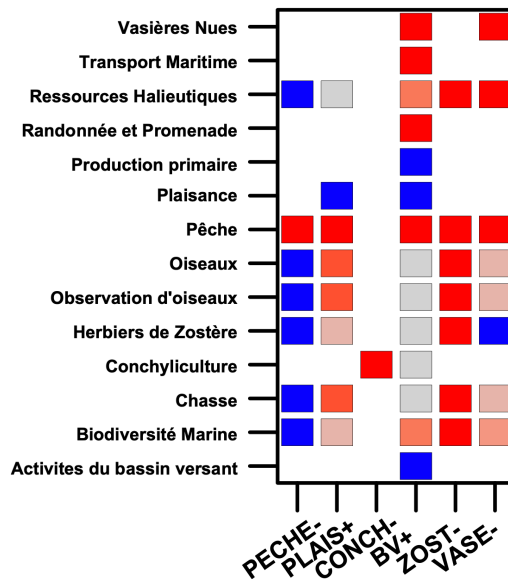 Vasières Nues
Transport Maritime
Ressources Halieutiques
Randonnée et Promenade
Production primaire
Plaisance
Pêche
Oiseaux
Observation d'oiseaux
Herbiers de Zostère
Conchyliculture
Chasse
Biodiversité Marine
Activites du bassin versant
PECHE-
PLAIS+
CONCH-
BV+
ZOST-
VASE-